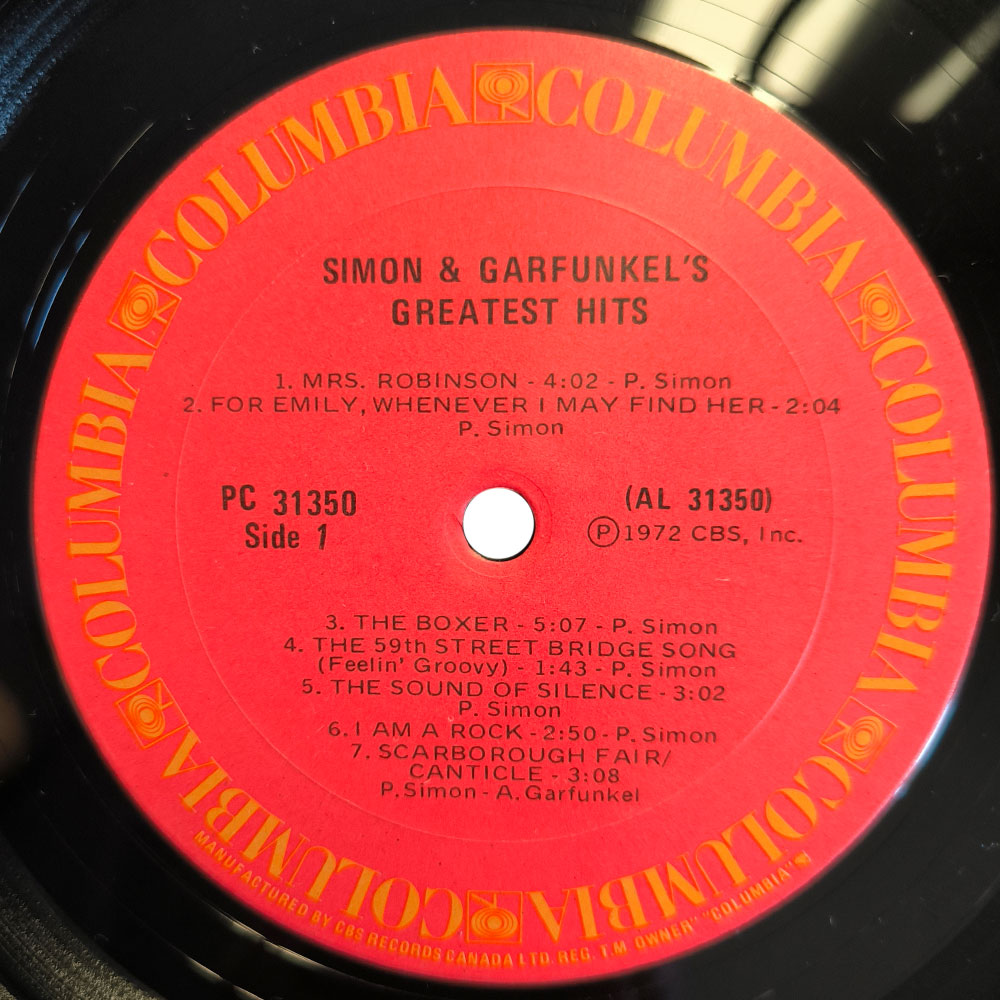 COLUMBIA COLUMBIA COLUMBIA COLUMBIA COLUMBIA COLUMBIA COLUMBIA COLUMBIA
SIMON & GARFUNKEL'S
GREATEST HITS
1. MRS. ROBINSON - 4:02 - P. Simon
2. FOR EMILY, WHENEVER I MAY FIND HER - 2:04
P. Simon
PC 31350
Side 1
(AL 31350)
Ⓟ1972 CBS, Inc.
3. THE BOXER - 5:07 - P. Simon
4. THE 59th STREET BRIDGE SONG
(Feelin' Groovy) - 1:43 - P. Simon
5. THE SOUND OF SILENCE - 3:02
P. Simon
6. I AM A ROCK - 2:50 - P. Simon
7. SCARBOROUGH FAIR/
CANTICLE - 3:08
P. Simon - A. Garfunkel
MANUFACTURED BY CBS RECORDS CANADA LTD. REG. T.M OWNER "COLUMBIA"